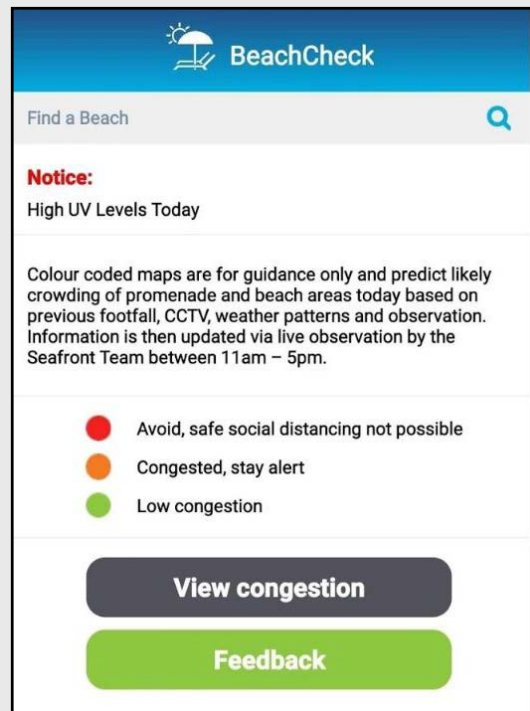 BeachCheck
Find a Beach
Notice:
High UV Levels Today
Colour coded maps are for guidance only and predict likely
crowding of promenade and beach areas today based on
previous footfall, CCTV, weather patterns and observation.
Information is then updated via live observation by the
Seafront Team between 11am – 5pm.
Avoid, safe social distancing not possible
Congested, stay alert
Low congestion
View congestion
Feedback